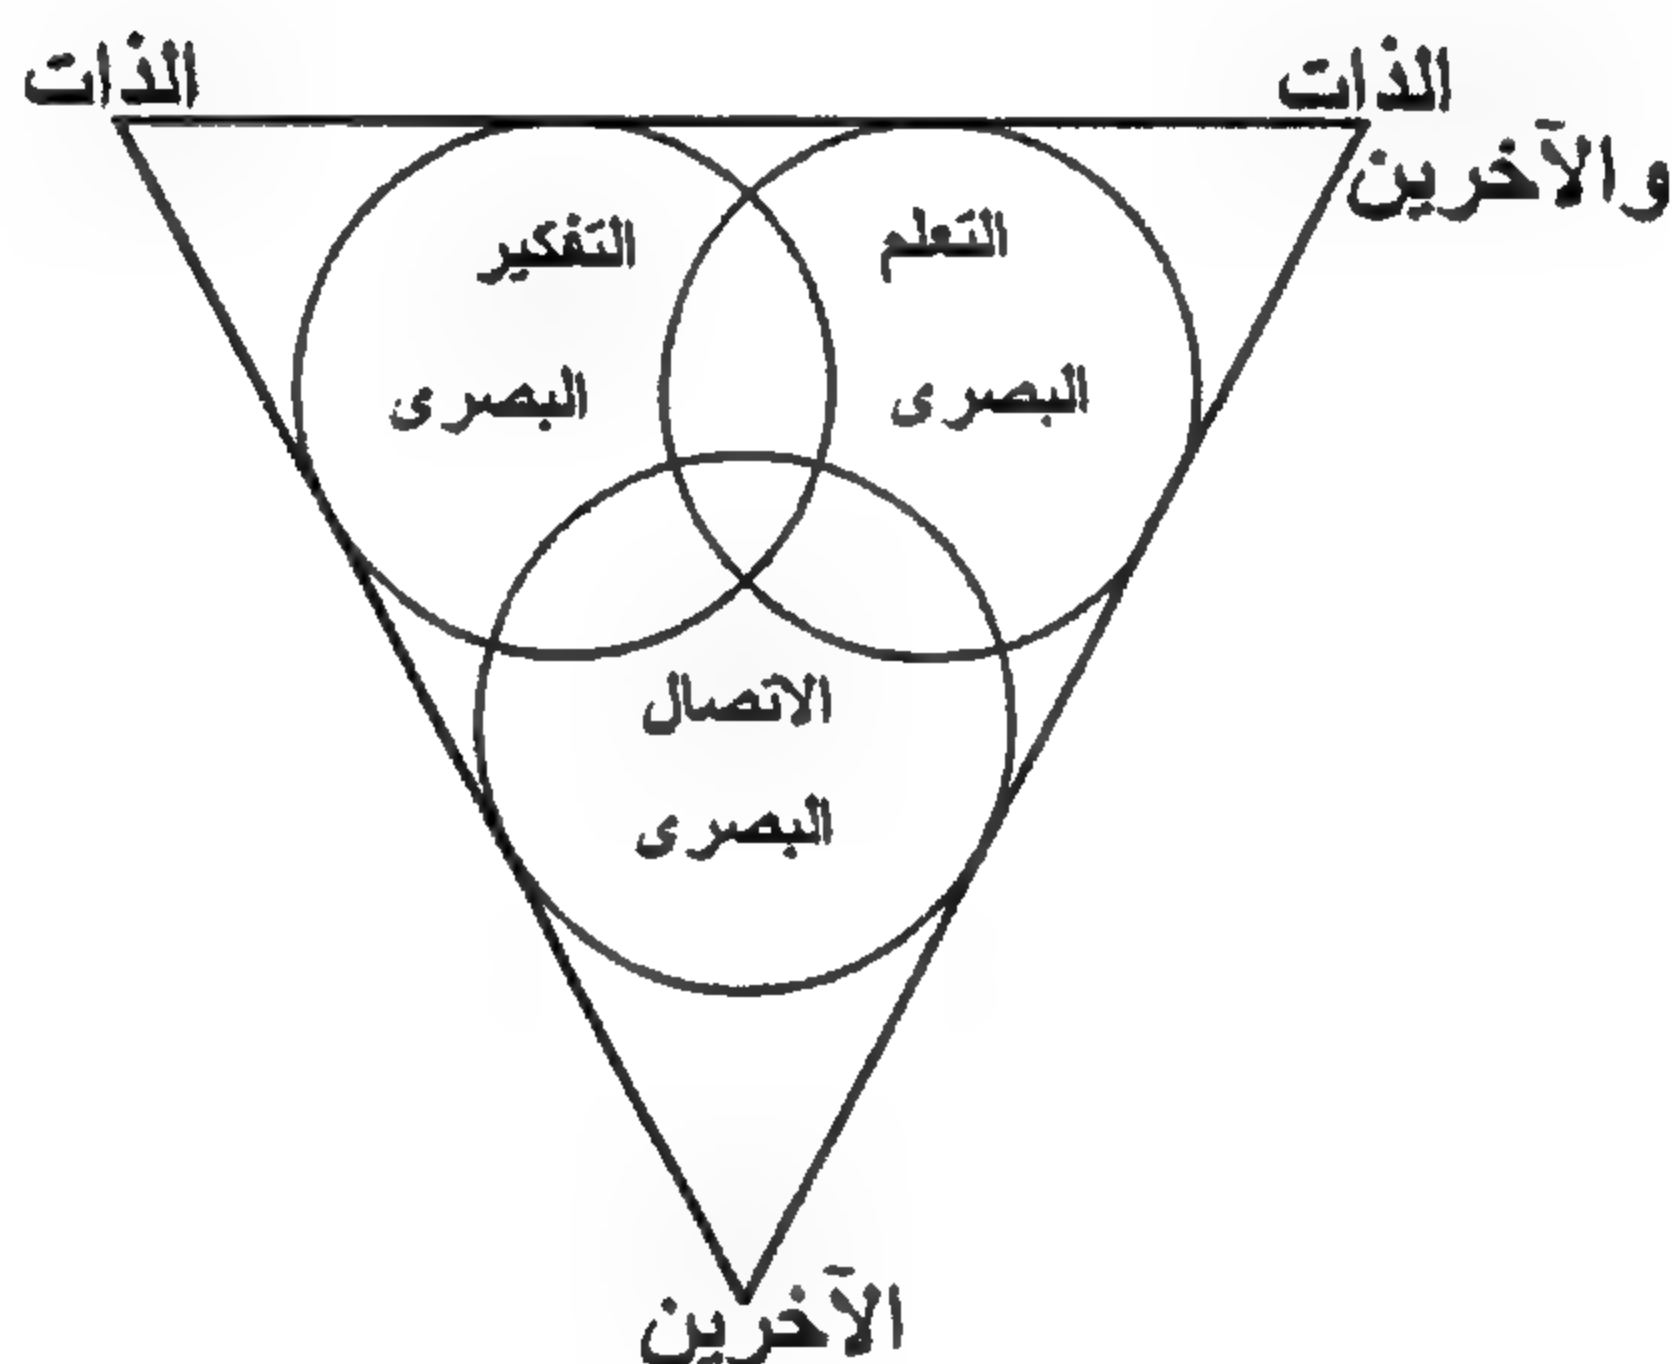 الذات
والآخرين
الذات
التعلم
البصرى
التفكير
البصرى
الاتصال
البصرى
الآخرين